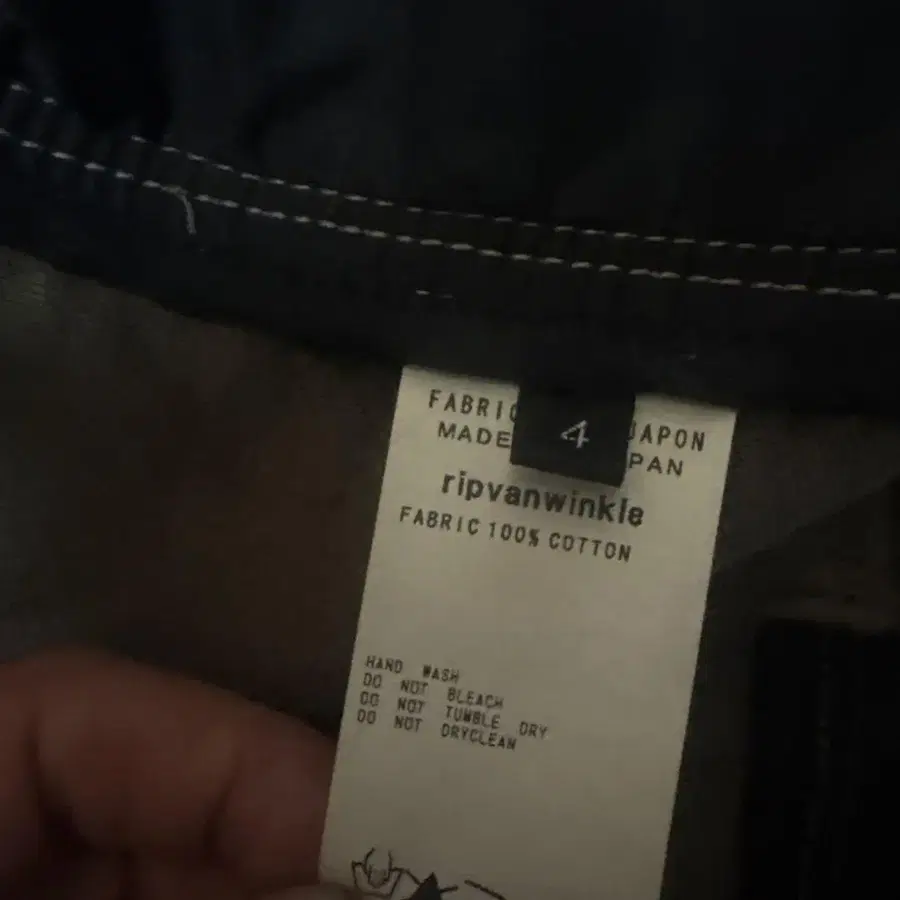 FABRIC JAPON
4
MADE PAN
ripvanwinkle
FABRIC 100% COTTON
HAND WASH
DO NOT BLEACH
DO NOT TUMBLE DRY
DO NOT DRYCLEAN